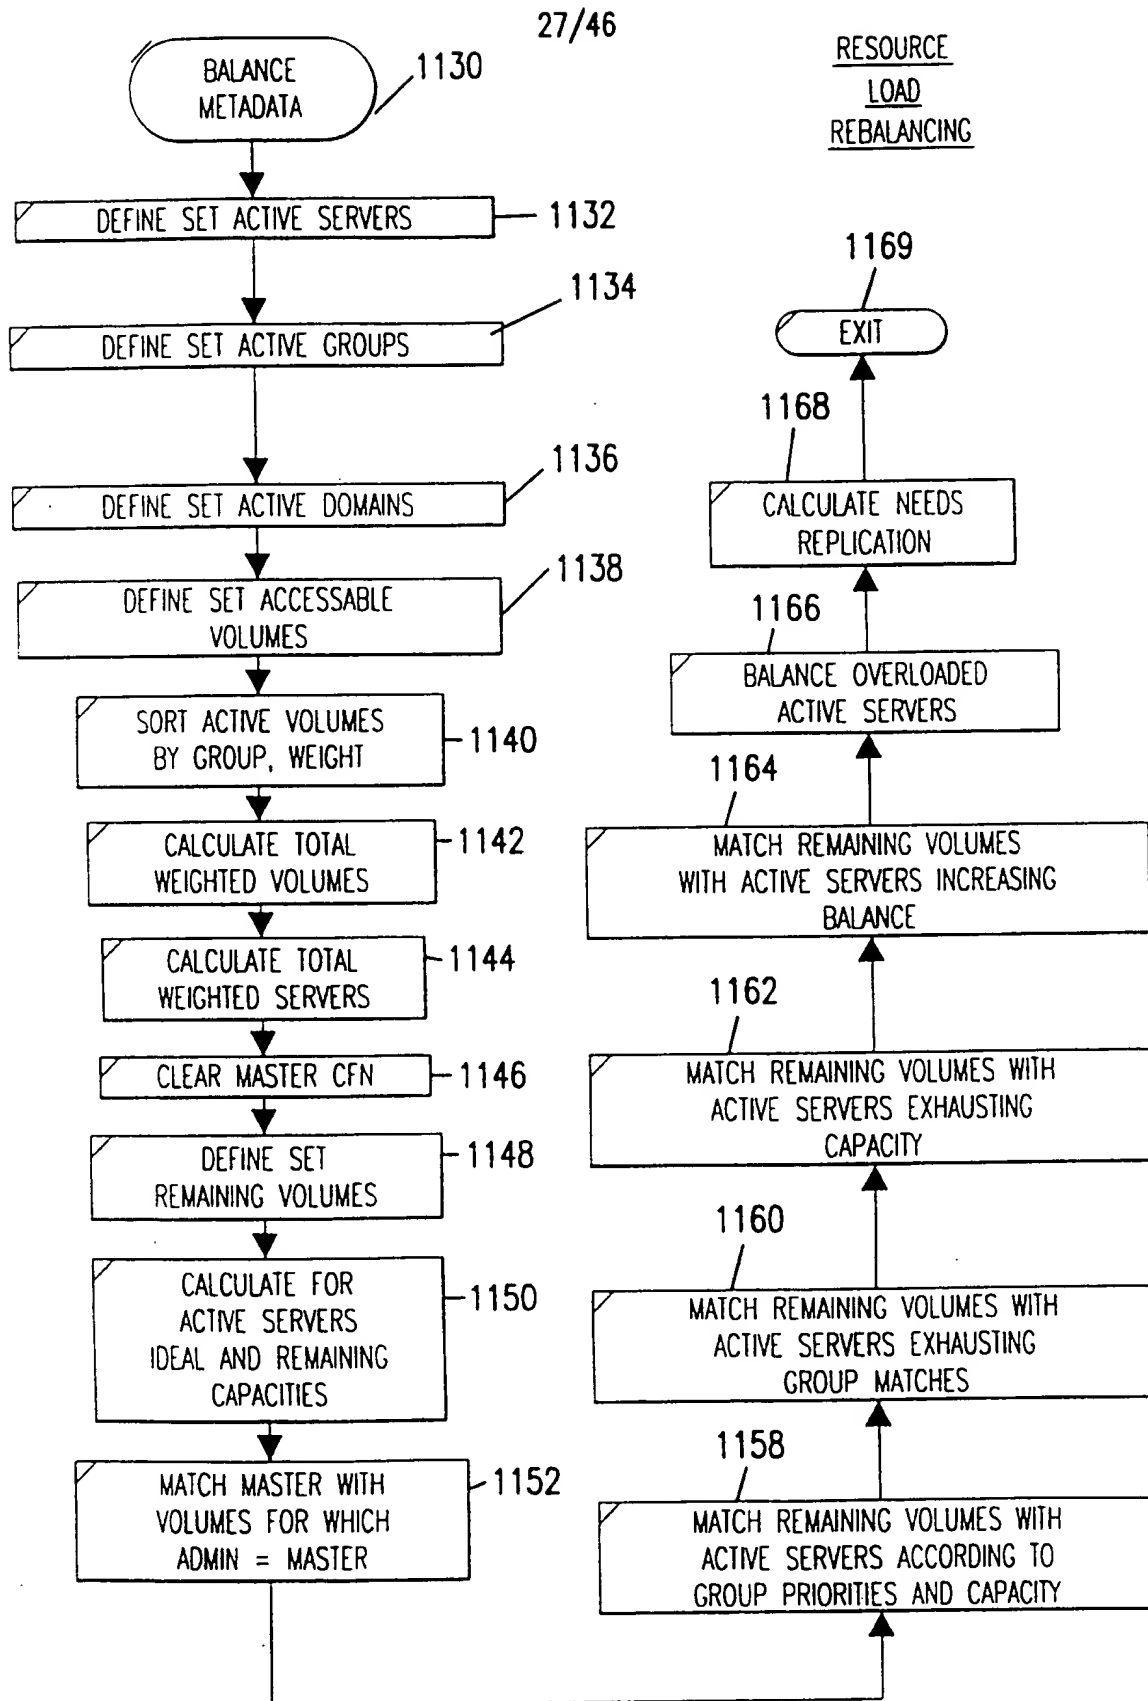 27/46
RESOURCE
LOAD
REBALANCING
BALANCE
METADATA
1130
DEFINE SET ACTIVE SERVERS
1132
DEFINE SET ACTIVE GROUPS
1134
DEFINE SET ACTIVE DOMAINS
1136
DEFINE SET ACCESSABLE
VOLUMES
1138
SORT ACTIVE VOLUMES
BY GROUP, WEIGHT
1140
CALCULATE TOTAL
WEIGHTED VOLUMES
1142
CALCULATE TOTAL
WEIGHTED SERVERS
1144
CLEAR MASTER CFN
1146
DEFINE SET
REMAINING VOLUMES
1148
CALCULATE FOR
ACTIVE SERVERS
IDEAL AND REMAINING
CAPACITIES
1150
MATCH MASTER WITH
VOLUMES FOR WHICH
ADMIN = MASTER
1152
1158
MATCH REMAINING VOLUMES WITH
ACTIVE SERVERS ACCORDING TO
GROUP PRIORITIES AND CAPACITY
1160
MATCH REMAINING VOLUMES WITH
ACTIVE SERVERS EXHAUSTING
GROUP MATCHES
1162
MATCH REMAINING VOLUMES WITH
ACTIVE SERVERS EXHAUSTING
CAPACITY
1164
MATCH REMAINING VOLUMES
WITH ACTIVE SERVERS INCREASING
BALANCE
1166
BALANCE OVERLOADED
ACTIVE SERVERS
1168
CALCULATE NEEDS
REPLICATION
1169
EXIT